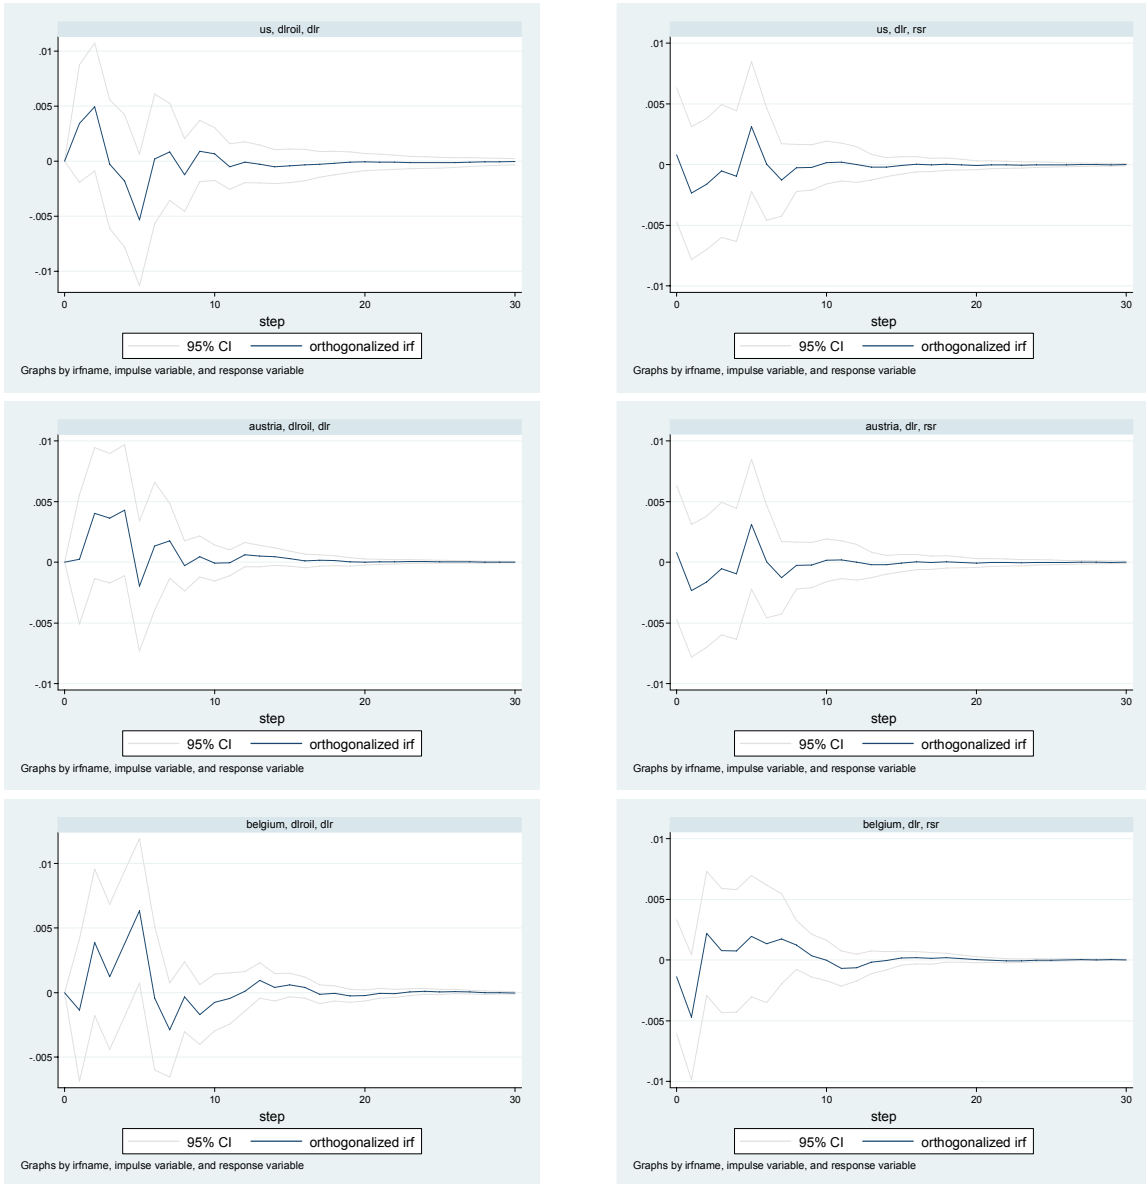 us, dlroil, dlr
.01
.005
0
-.005
-.01
0 10 20 30
step
95% CI orthogonalized irf
Graphs by irfname, impulse variable, and response variable
us, dlr, rsr
.01
.005
0
-.005
-.01
0 10 20 30
step
95% CI orthogonalized irf
Graphs by irfname, impulse variable, and response variable
austria, dlroil, dlr
.01
.005
0
-.005
-.01
0 10 20 30
step
95% CI orthogonalized irf
Graphs by irfname, impulse variable, and response variable
austria, dlr, rsr
.01
.005
0
-.005
-.01
0 10 20 30
step
95% CI orthogonalized irf
Graphs by irfname, impulse variable, and response variable
belgium, dlroil, dlr
.01
.005
0
-.005
0 10 20 30
step
95% CI orthogonalized irf
Graphs by irfname, impulse variable, and response variable
belgium, dlr, rsr
.01
.005
0
-.005
-.01
0 10 20 30
step
95% CI orthogonalized irf
Graphs by irfname, impulse variable, and response variable